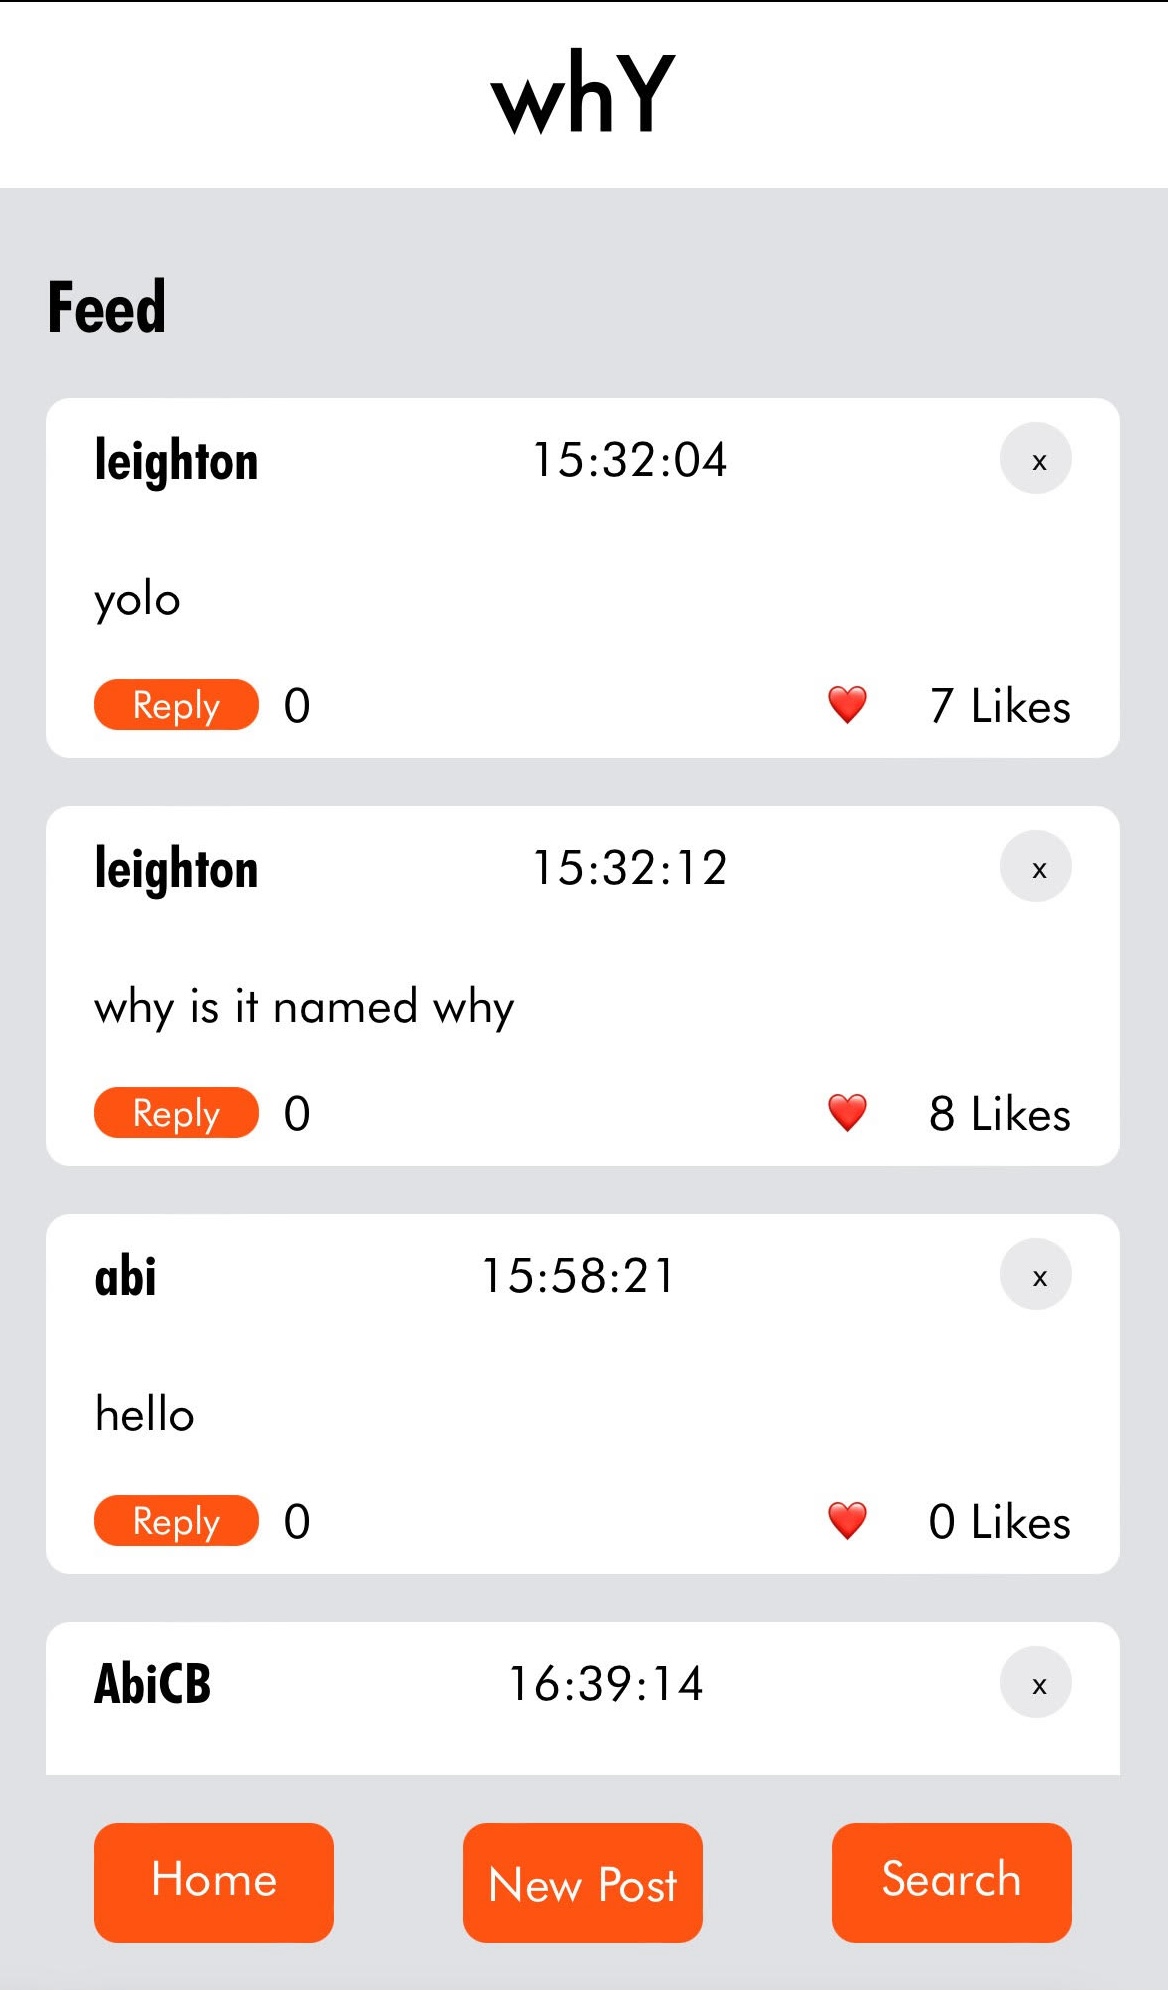 whY
Feed
leighton 15:32:04 x
yolo
Reply 0 ❤️ 7 Likes
leighton 15:32:12 x
why is it named why
Reply 0 ❤️ 8 Likes
abi 15:58:21 x
hello
Reply 0 ❤️ 0 Likes
AbiCB 16:39:14 x
Home New Post Search